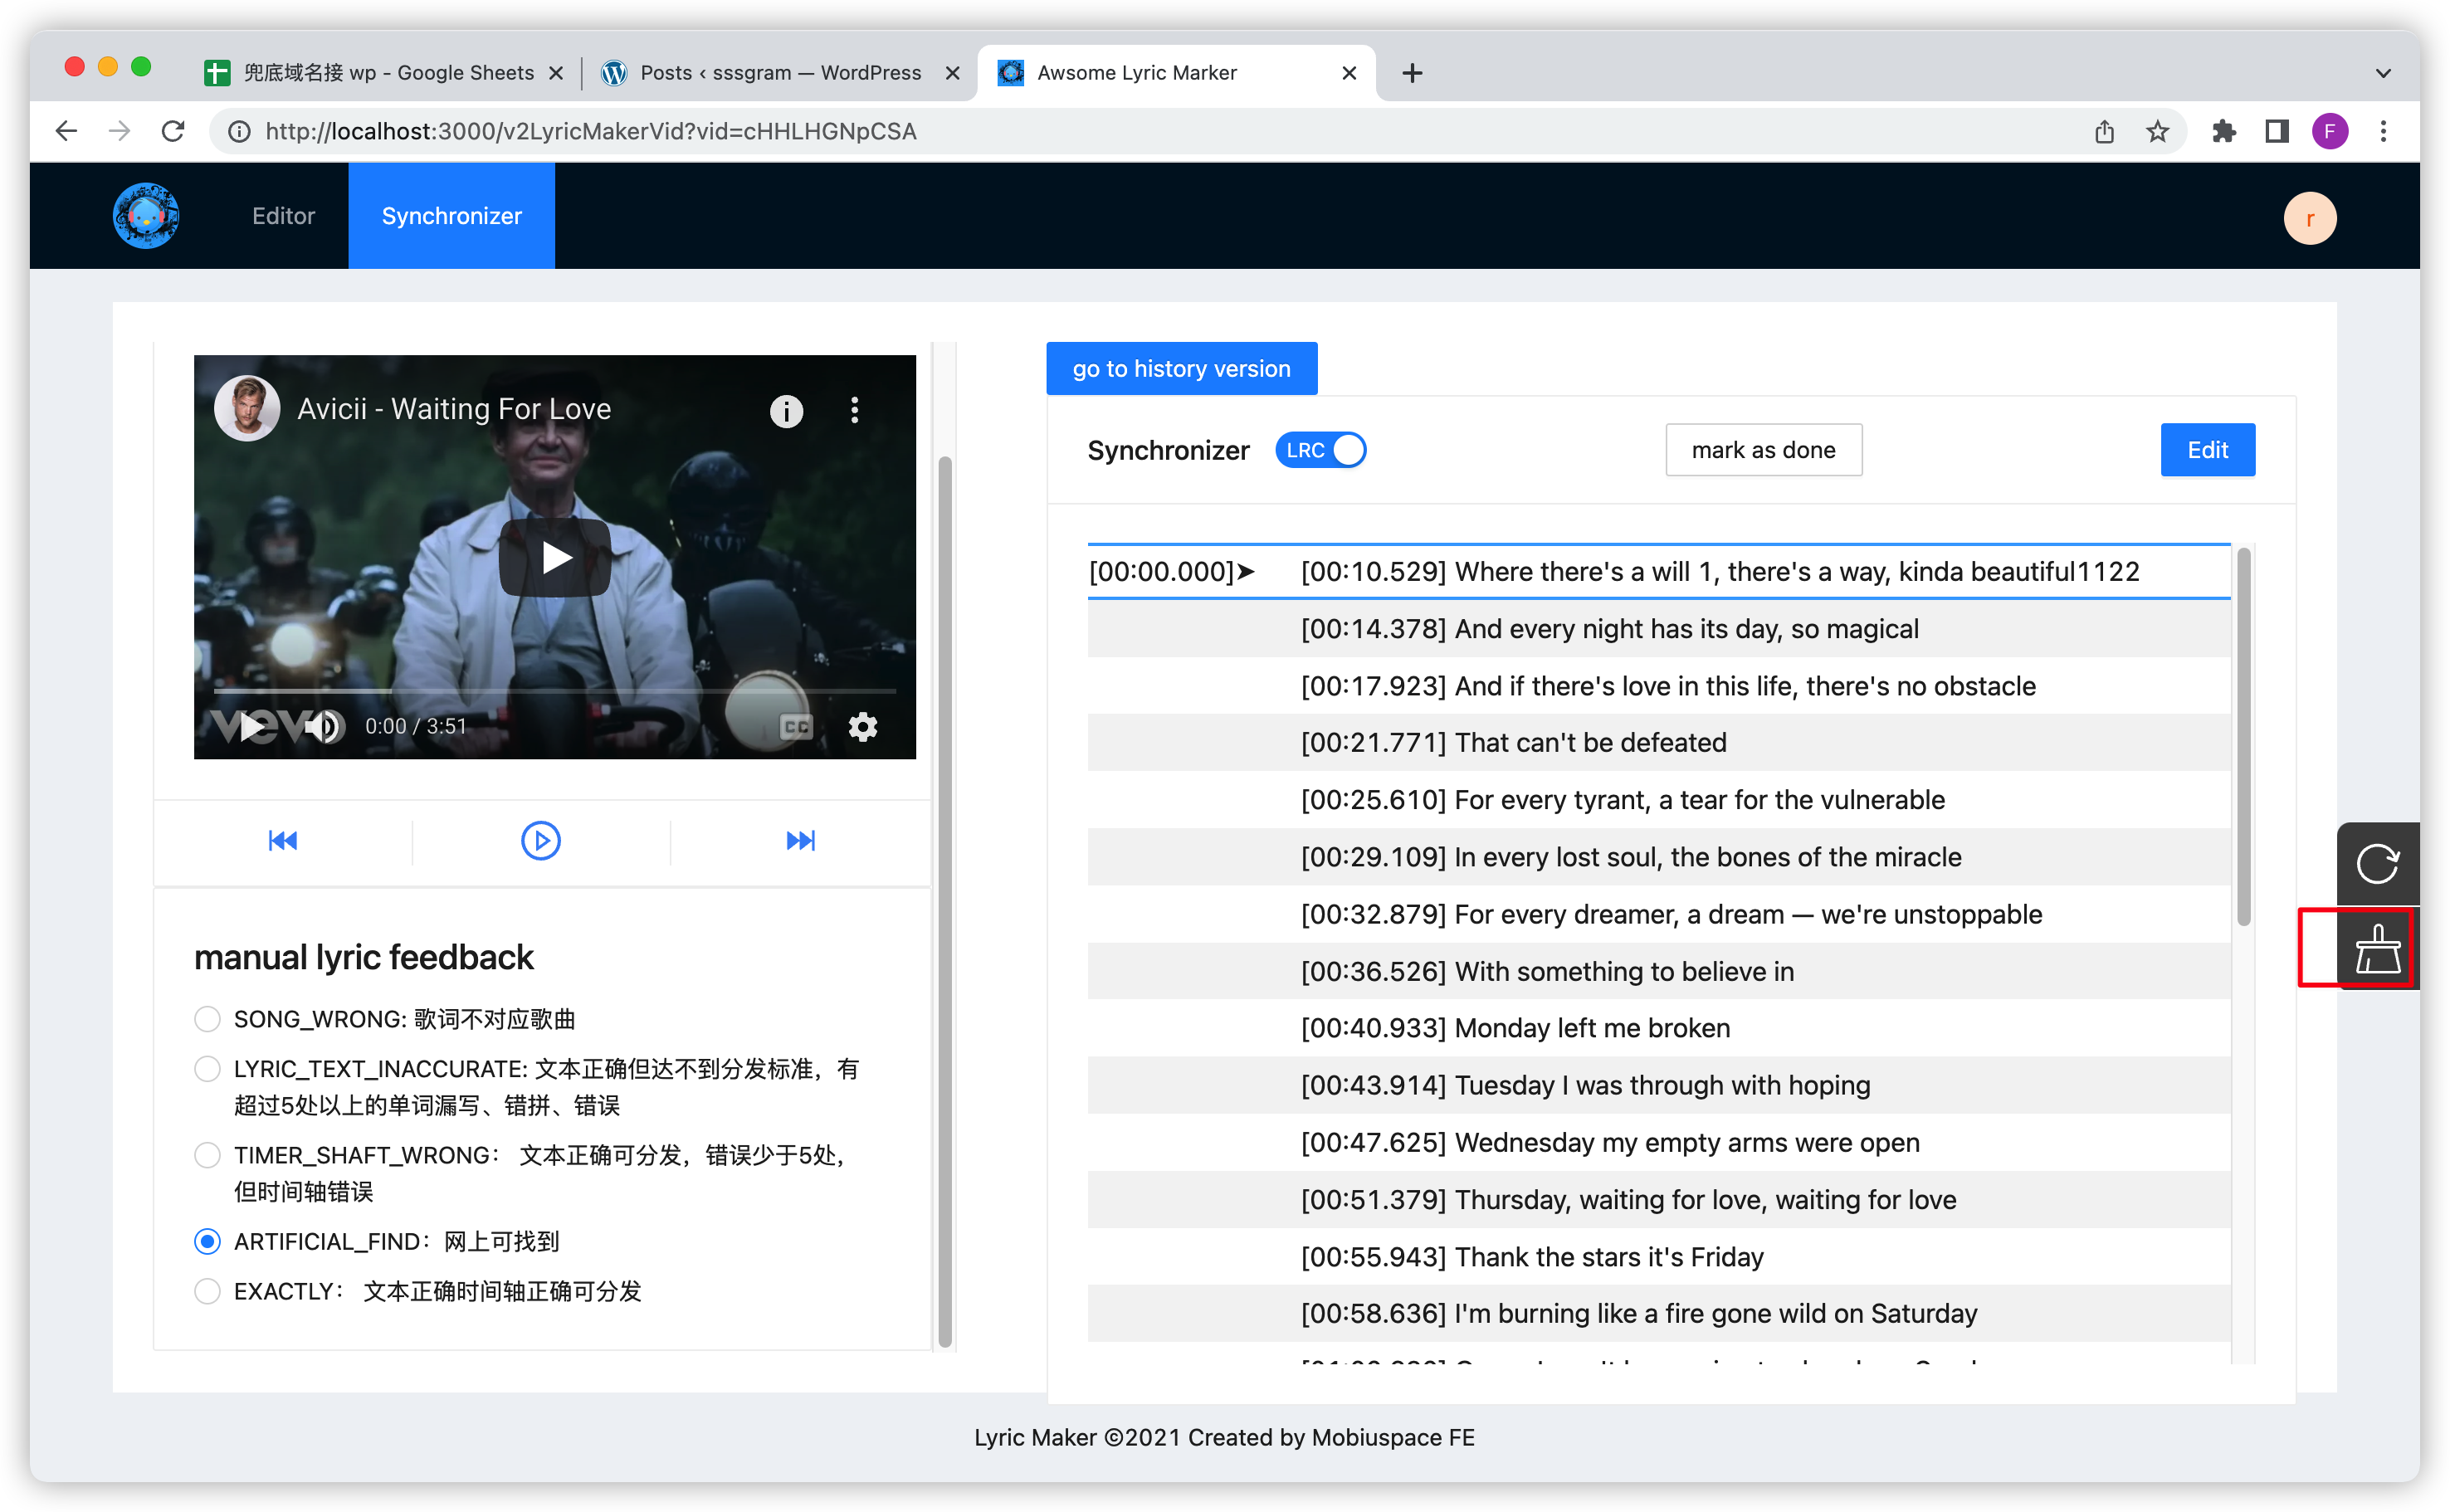 兜底域名接 wp - Google Sheets
Posts ‹ sssgram — WordPress
Awsome Lyric Marker
http://localhost:3000/v2LyricMakerVid?vid=cHHLHGNpCSA
F
Editor
Synchronizer
r
Avicii - Waiting For Love
vevo
0:00 / 3:51
CC
manual lyric feedback
SONG_WRONG: 歌词不对应歌曲
LYRIC_TEXT_INACCURATE: 文本正确但达不到分发标准，有
超过5处以上的单词漏写、错拼、错误
TIMER_SHAFT_WRONG： 文本正确可分发，错误少于5处，
但时间轴错误
ARTIFICIAL_FIND：网上可找到
EXACTLY： 文本正确时间轴正确可分发
go to history version
Synchronizer
LRC
mark as done
Edit
[00:00.000]➤ [00:10.529] Where there's a will 1, there's a way, kinda beautiful1122
[00:14.378] And every night has its day, so magical
[00:17.923] And if there's love in this life, there's no obstacle
[00:21.771] That can't be defeated
[00:25.610] For every tyrant, a tear for the vulnerable
[00:29.109] In every lost soul, the bones of the miracle
[00:32.879] For every dreamer, a dream — we're unstoppable
[00:36.526] With something to believe in
[00:40.933] Monday left me broken
[00:43.914] Tuesday I was through with hoping
[00:47.625] Wednesday my empty arms were open
[00:51.379] Thursday, waiting for love, waiting for love
[00:55.943] Thank the stars it's Friday
[00:58.636] I'm burning like a fire gone wild on Saturday
Lyric Maker ©2021 Created by Mobiuspace FE